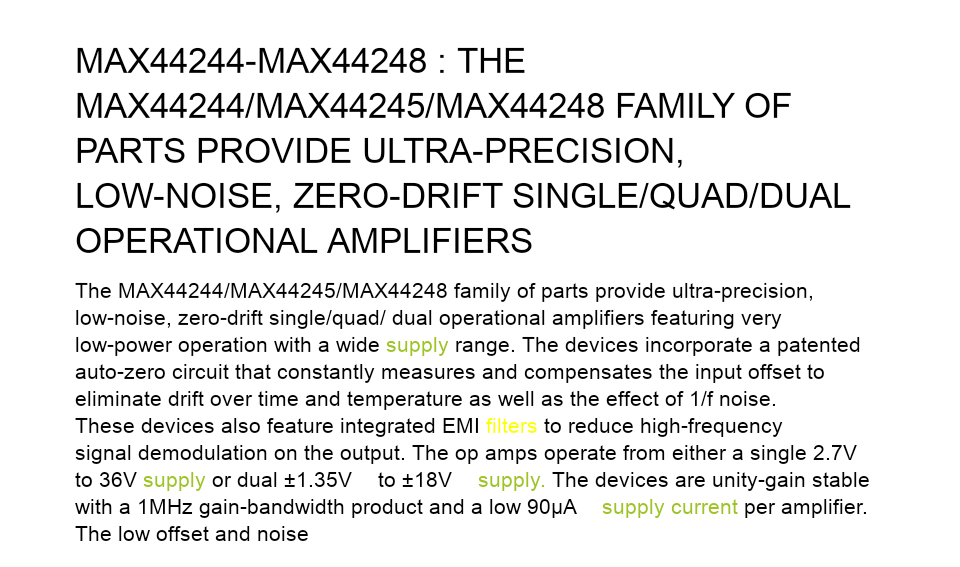 MAX44244-MAX44248 : THE
MAX44244/MAX44245/MAX44248 FAMILY OF
PARTS PROVIDE ULTRA-PRECISION,
LOW-NOISE, ZERO-DRIFT SINGLE/QUAD/DUAL
OPERATIONAL AMPLIFIERS
The MAX44244/MAX44245/MAX44248 family of parts provide ultra-precision,
low-noise, zero-drift single/quad/ dual operational amplifiers featuring very
low-power operation with a wide supply range. The devices incorporate a patented
auto-zero circuit that constantly measures and compensates the input offset to
eliminate drift over time and temperature as well as the effect of 1/f noise.
These devices also feature integrated EMI filters to reduce high-frequency
signal demodulation on the output. The op amps operate from either a single 2.7V
to 36V supply or dual ±1.35V to ±18V supply. The devices are unity-gain stable
with a 1MHz gain-bandwidth product and a low 90µA supply current per amplifier.
The low offset and noise